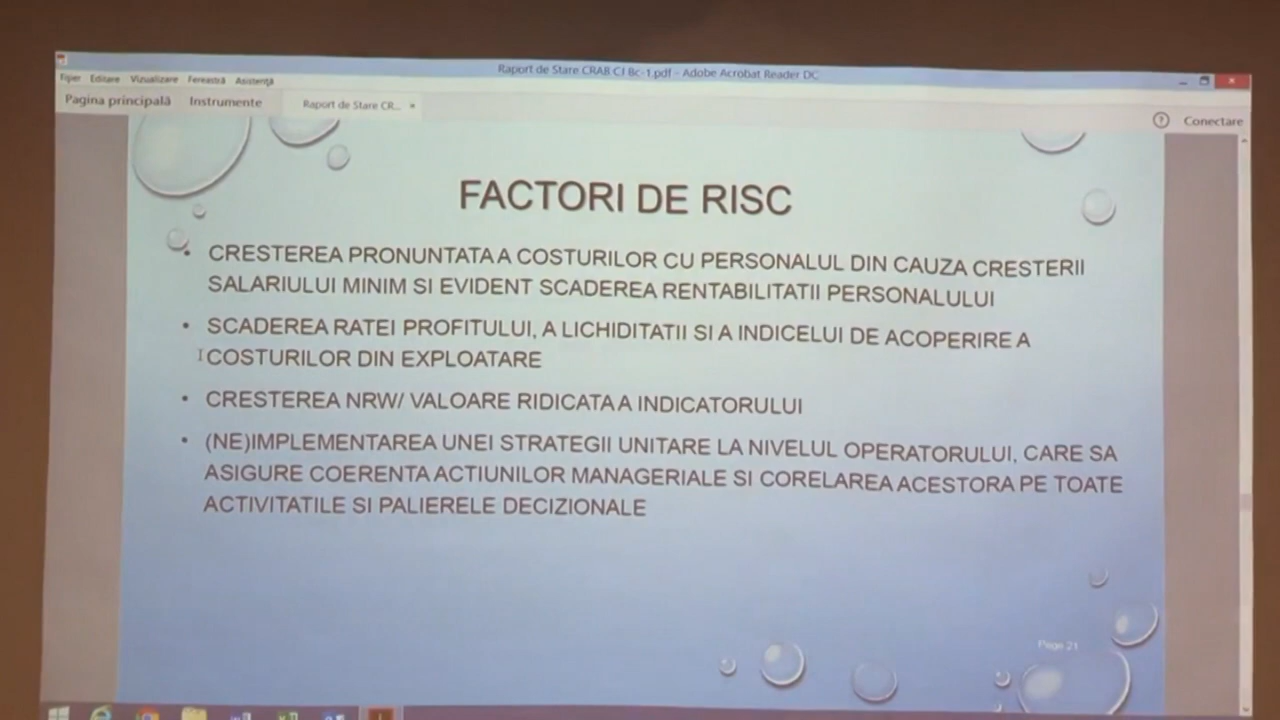 Raport de Stare CRAB CJ Bc-1.pdf - Adobe Acrobat Reader DC
Fișier Editare Vizualizare Fereastră Asistență
Pagina principală Instrumente Raport de Stare CR... ×
? Conectare
FACTORI DE RISC
• CRESTEREA PRONUNTATA A COSTURILOR CU PERSONALUL DIN CAUZA CRESTERII
SALARIULUI MINIM SI EVIDENT SCADEREA RENTABILITATII PERSONALULUI
• SCADEREA RATEI PROFITULUI, A LICHIDITATII SI A INDICELUI DE ACOPERIRE A
COSTURILOR DIN EXPLOATARE
• CRESTEREA NRW/ VALOARE RIDICATA A INDICATORULUI
• (NE)IMPLEMENTAREA UNEI STRATEGII UNITARE LA NIVELUL OPERATORULUI, CARE SA
ASIGURE COERENTA ACTIUNILOR MANAGERIALE SI CORELAREA ACESTORA PE TOATE
ACTIVITATILE SI PALIERELE DECIZIONALE
Page 21